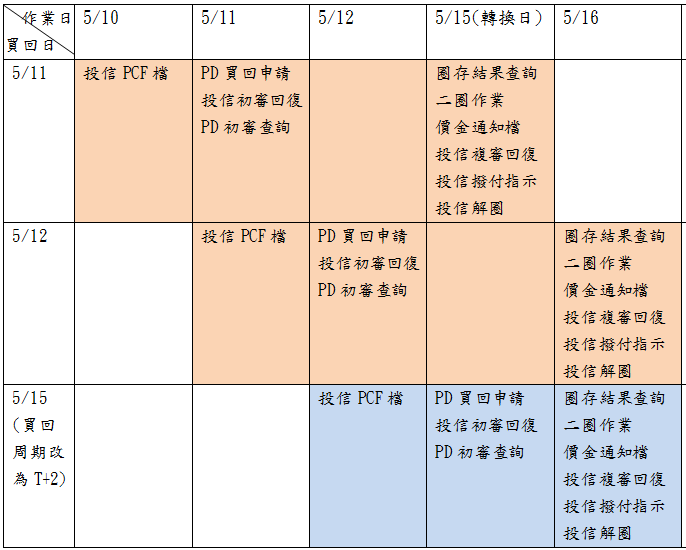 作業日
買回日
5/10
5/11
5/12
5/15(轉換日)
5/16
5/11
投信 PCF 檔
PD 買回申請
投信初審回復
PD 初審查詢
圈存結果查詢
二圈作業
價金通知檔
投信複審回復
投信撥付指示
投信解圈
5/12
投信 PCF 檔
PD 買回申請
投信初審回復
PD 初審查詢
圈存結果查詢
二圈作業
價金通知檔
投信複審回復
投信撥付指示
投信解圈
5/15
(買回
周期改
為 T+2)
投信 PCF 檔
PD 買回申請
投信初審回復
PD 初審查詢
圈存結果查詢
二圈作業
價金通知檔
投信複審回復
投信撥付指示
投信解圈